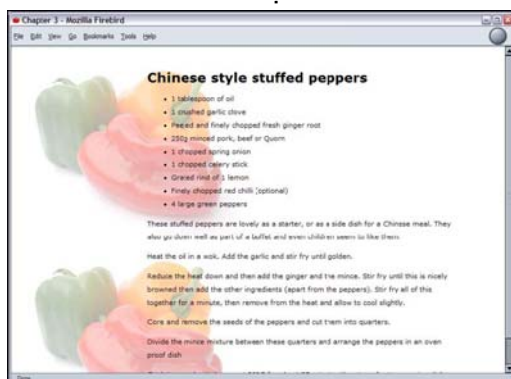 Chapter 3 - Mozilla Firebird
File Edit View Go Bookmarks Tools Help
Chinese style stuffed peppers
1 tablespoon of oil
1 crushed garlic clove
Peeled and finely chopped fresh ginger root
250g minced pork, beef or Quorn
1 chopped spring onion
1 chopped celery stick
Grated rind of 1 lemon
Finely chopped red chilli (optional)
4 large green peppers
These stuffed peppers are lovely as a starter, or as a side dish for a Chinese meal. They
also go down well as part of a buffet and even children seem to like them.
Heat the oil in a wok. Add the garlic and stir fry until golden.
Reduce the heat down and then add the ginger and the mince. Stir fry until this is nicely
browned then add the other ingredients (apart from the peppers). Stir fry all of this
together for a minute, then remove from the heat and allow to cool slightly.
Core and remove the seeds of the peppers and cut them into quarters.
Divide the mince mixture between these quarters and arrange the peppers in an oven
proof dish
Done